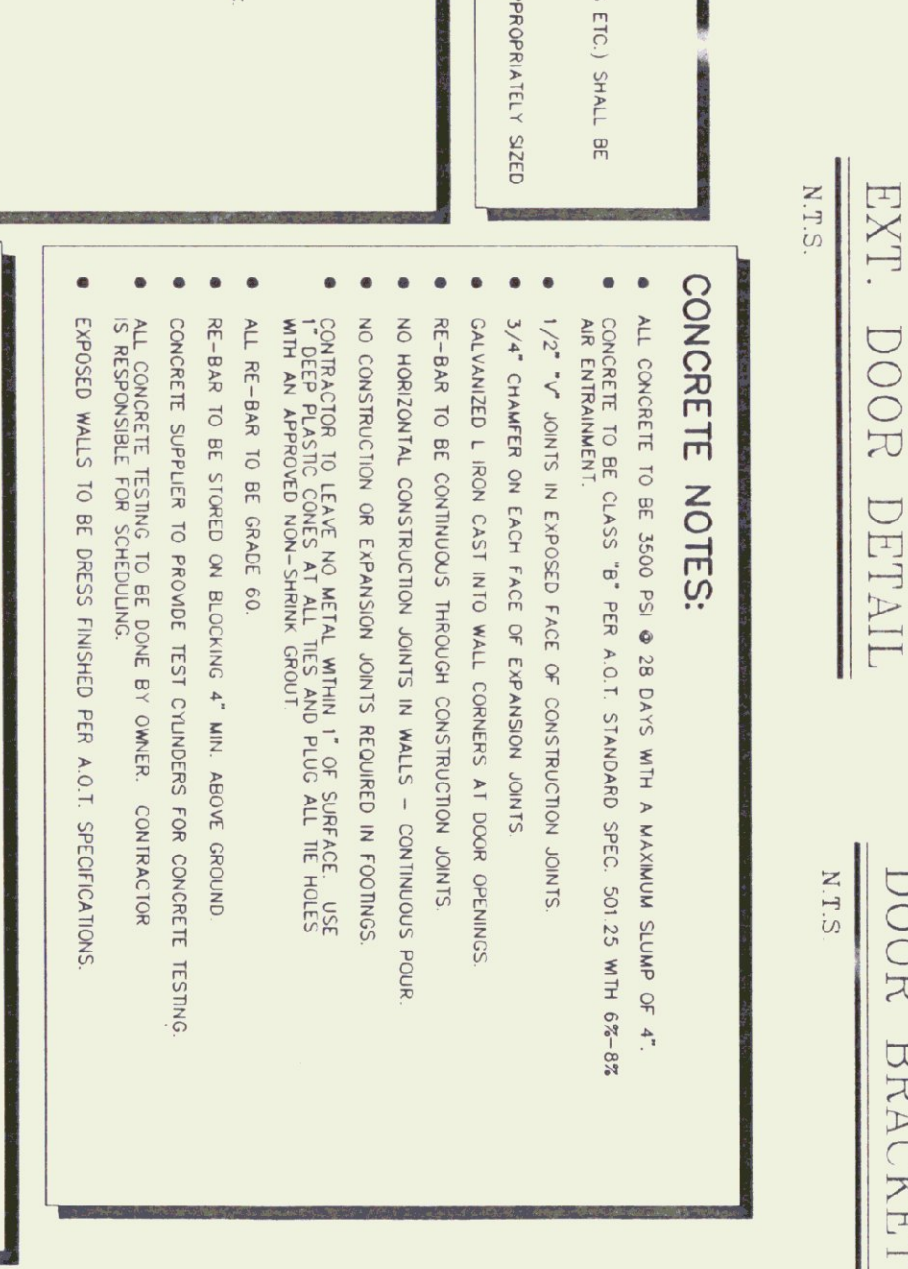 EXT. DOOR DETAIL
N.T.S.
DOOR BRACKET
N.T.S.
ETC.) SHALL BE
SIZED
CONCRETE NOTES:
● ALL CONCRETE TO BE 3500 PSI @ 28 DAYS WITH A MAXIMUM SLUMP OF 4".
● CONCRETE TO BE CLASS "B" PER A.O.T. STANDARD SPEC. 501.25 WITH 6%-8%
AIR ENTRAINMENT.
● 1/2" "V" JOINTS IN EXPOSED FACE OF CONSTRUCTION JOINTS.
● 3/4" CHAMFER ON EACH FACE OF EXPANSION JOINTS.
● GALVANIZED L IRON CAST INTO WALL CORNERS AT DOOR OPENINGS.
● RE-BAR TO BE CONTINUOUS THROUGH CONSTRUCTION JOINTS.
● NO HORIZONTAL CONSTRUCTION JOINTS IN WALLS - CONTINUOUS POUR.
● NO CONSTRUCTION OR EXPANSION JOINTS REQUIRED IN FOOTINGS.
● CONTRACTOR TO LEAVE NO METAL WITHIN 1" OF SURFACE. USE
1" DEEP PLASTIC CONES AT ALL TIES AND PLUG ALL TIE HOLES
WITH AN APPROVED NON-SHRINK GROUT.
● ALL RE-BAR TO BE GRADE 60.
● RE-BAR TO BE STORED ON BLOCKING 4" MIN. ABOVE GROUND.
● CONCRETE SUPPLIER TO PROVIDE TEST CYLINDERS FOR CONCRETE TESTING.
● ALL CONCRETE TESTING TO BE DONE BY OWNER. CONTRACTOR
IS RESPONSIBLE FOR SCHEDULING.
● EXPOSED WALLS TO BE DRESS FINISHED PER A.O.T. SPECIFICATIONS.